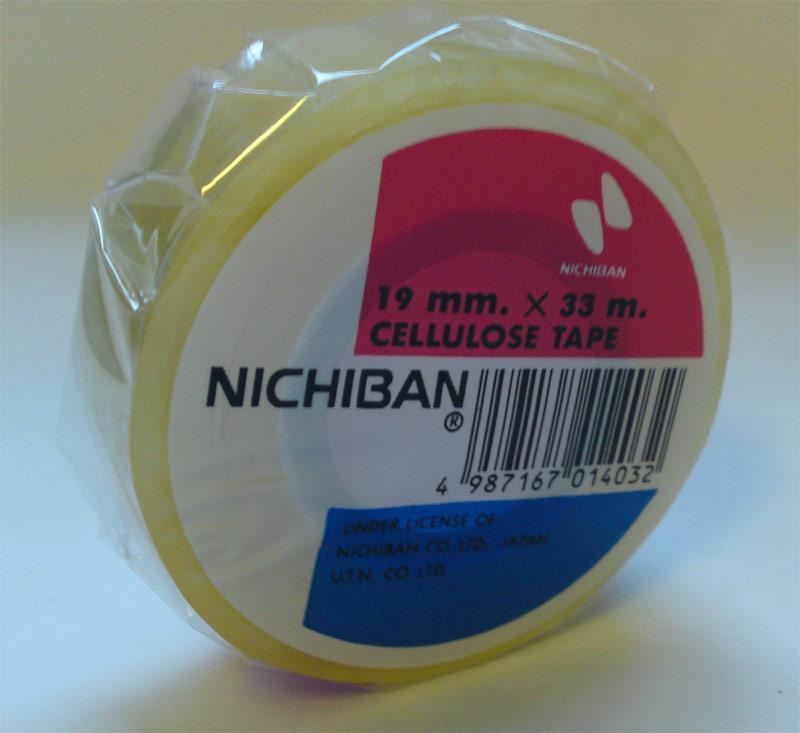 NICHIBAN
19 mm. × 33 m.
CELLULOSE TAPE
NICHIBAN
®
4 987167 014032
UNDER LICENSE OF
NICHIBAN CO.,LTD., JAPAN
U.T.N. CO.,LTD.